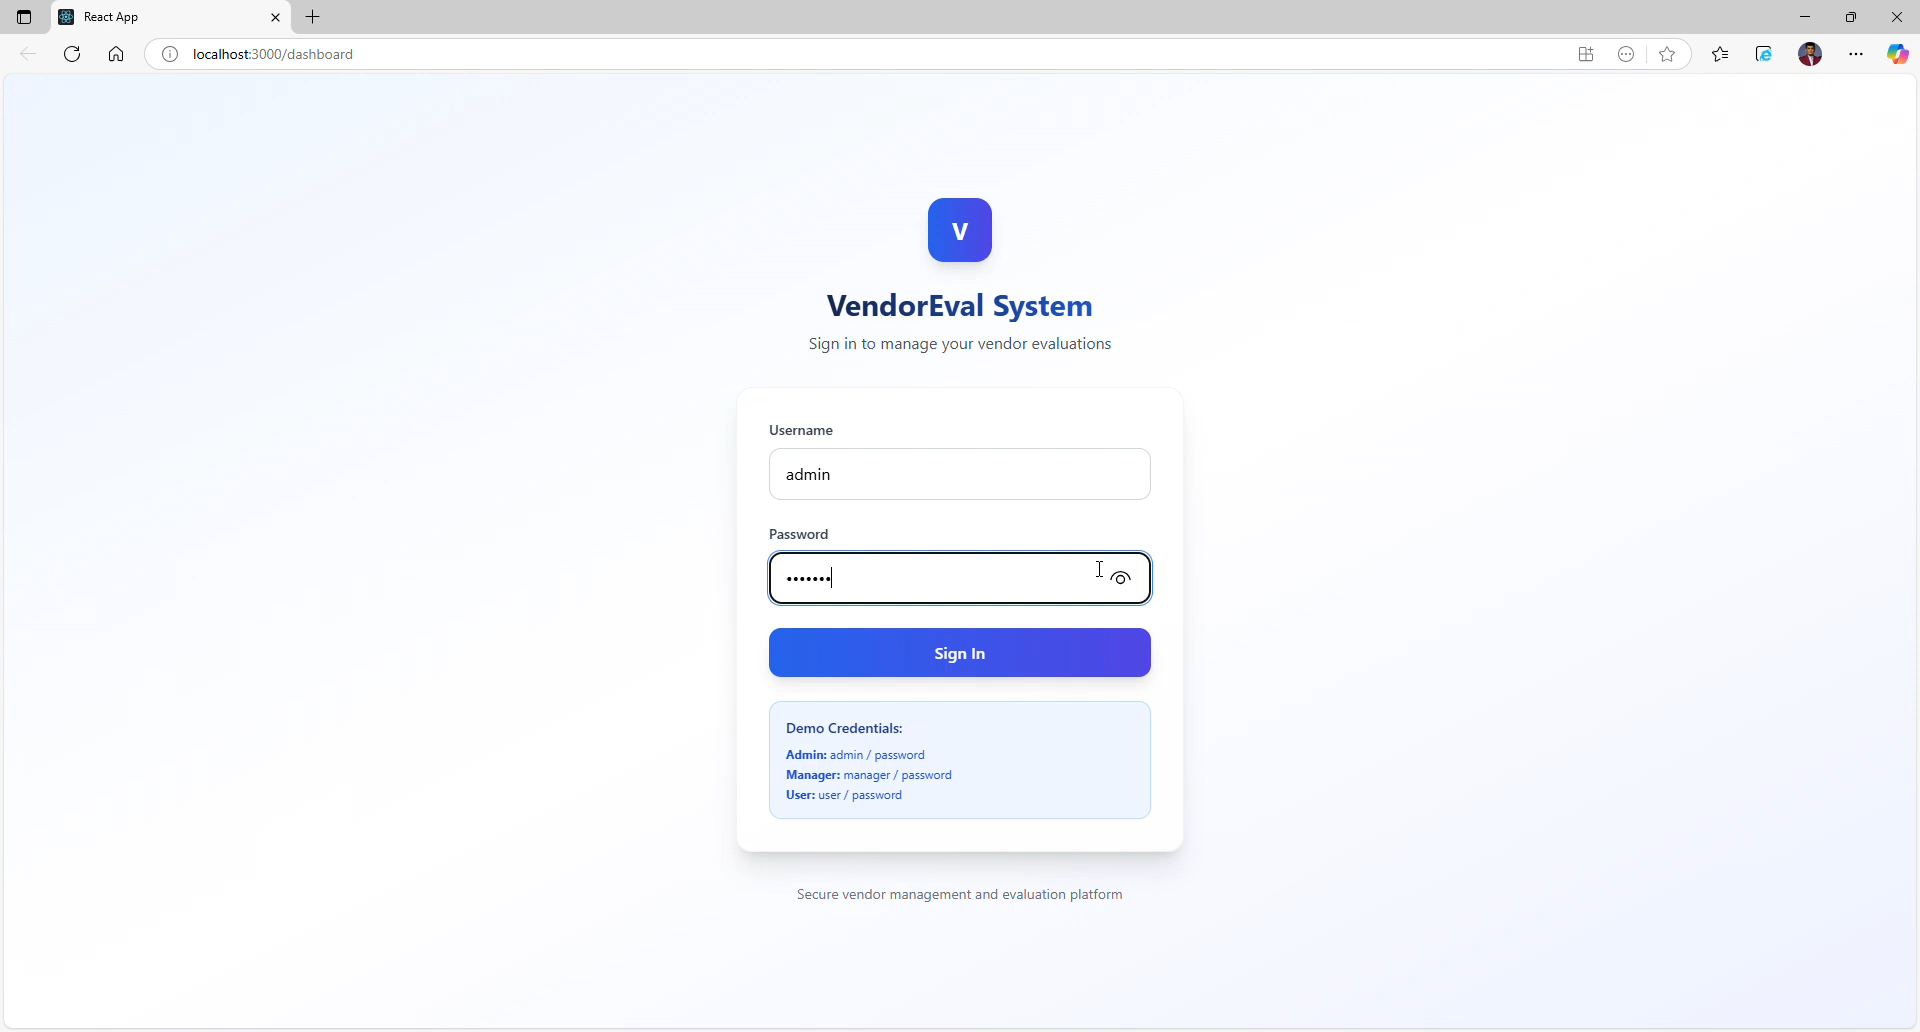 React App
localhost:3000/dashboard
V
VendorEval System
Sign in to manage your vendor evaluations
Username
admin
Password
•••••••
Sign In
Demo Credentials:
Admin: admin / password
Manager: manager / password
User: user / password
Secure vendor management and evaluation platform